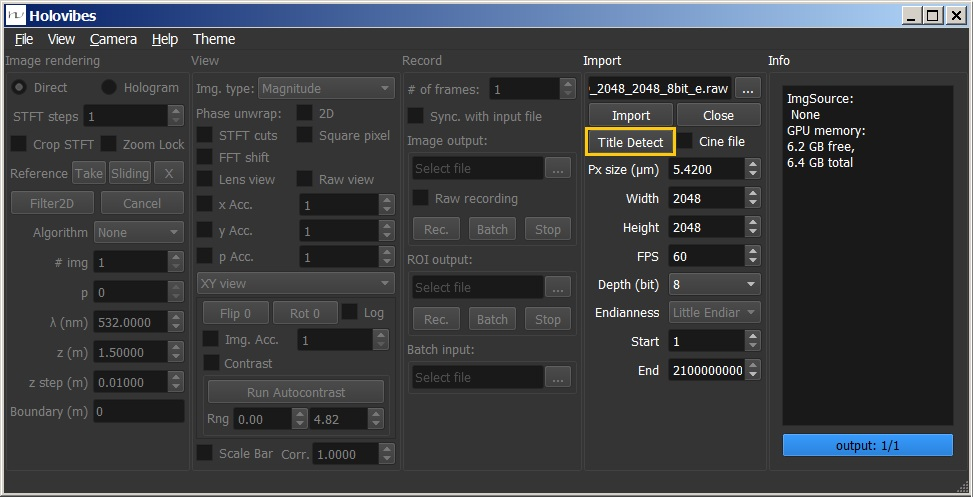 Holovibes
File View Camera Help Theme
Image rendering
Direct Hologram
STFT steps 1
Crop STFT Zoom Lock
Reference Take Sliding X
Filter2D Cancel
Algorithm None
# img 1
p 0
λ (nm) 532.0000
z (m) 1.50000
z step (m) 0.01000
Boundary (m) 0
View
Img. type: Magnitude
Phase unwrap: 2D
STFT cuts Square pixel
FFT shift
Lens view Raw view
x Acc. 1
y Acc. 1
p Acc. 1
XY view
Flip 0 Rot 0 Log
Img. Acc. 1
Contrast
Run Autocontrast
Rng 0.00 4.82
Scale Bar Corr. 1.0000
Record
# of frames: 1
Sync. with input file
Image output:
Select file ...
Raw recording
Rec. Batch Stop
ROI output:
Select file ...
Rec. Batch Stop
Batch input:
Select file ...
Import
_2048_2048_8bit_e.raw ...
Import Close
Title Detect Cine file
Px size (μm) 5.4200
Width 2048
Height 2048
FPS 60
Depth (bit) 8
Endianness Little Endiar
Start 1
End 2100000000
Info
ImgSource:
None
GPU memory:
6.2 GB free,
6.4 GB total
output: 1/1